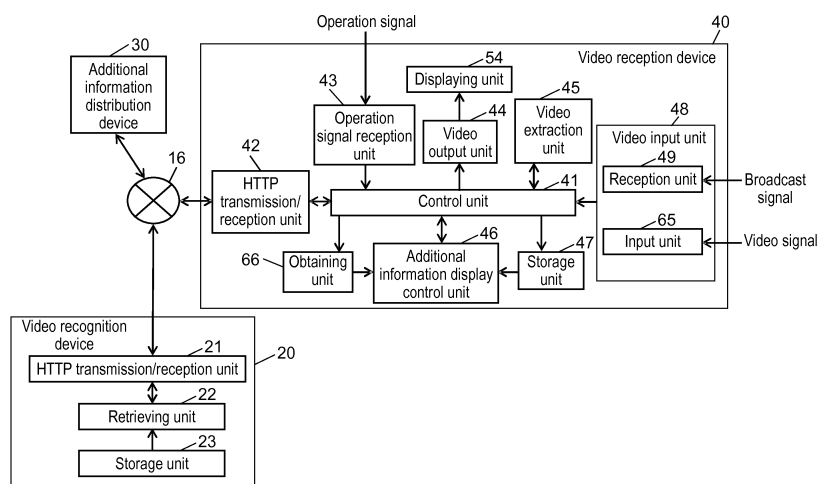 Operation signal
40
30
Video reception device
Additional
information
distribution
device
54
Displaying unit
43
Operation
signal reception
unit
44
Video
output unit
45
Video
extraction
unit
48
Video input unit
42
HTTP
transmission/
reception unit
16
49
Reception unit
Broadcast
signal
41
Control unit
65
Input unit
Video signal
66
Obtaining
unit
46
Additional
information display
control unit
47
Storage
unit
Video recognition
device
20
21
HTTP transmission/reception unit
22
Retrieving unit
23
Storage unit